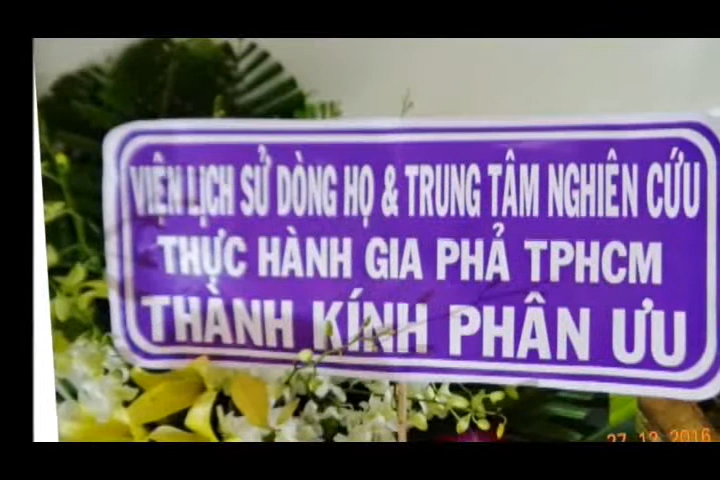 VIỆN LỊCH SỬ DÒNG HỌ & TRUNG TÂM NGHIÊN CỨU
THỰC HÀNH GIA PHẢ TPHCM
THÀNH KÍNH PHÂN ƯU
27 12 2016